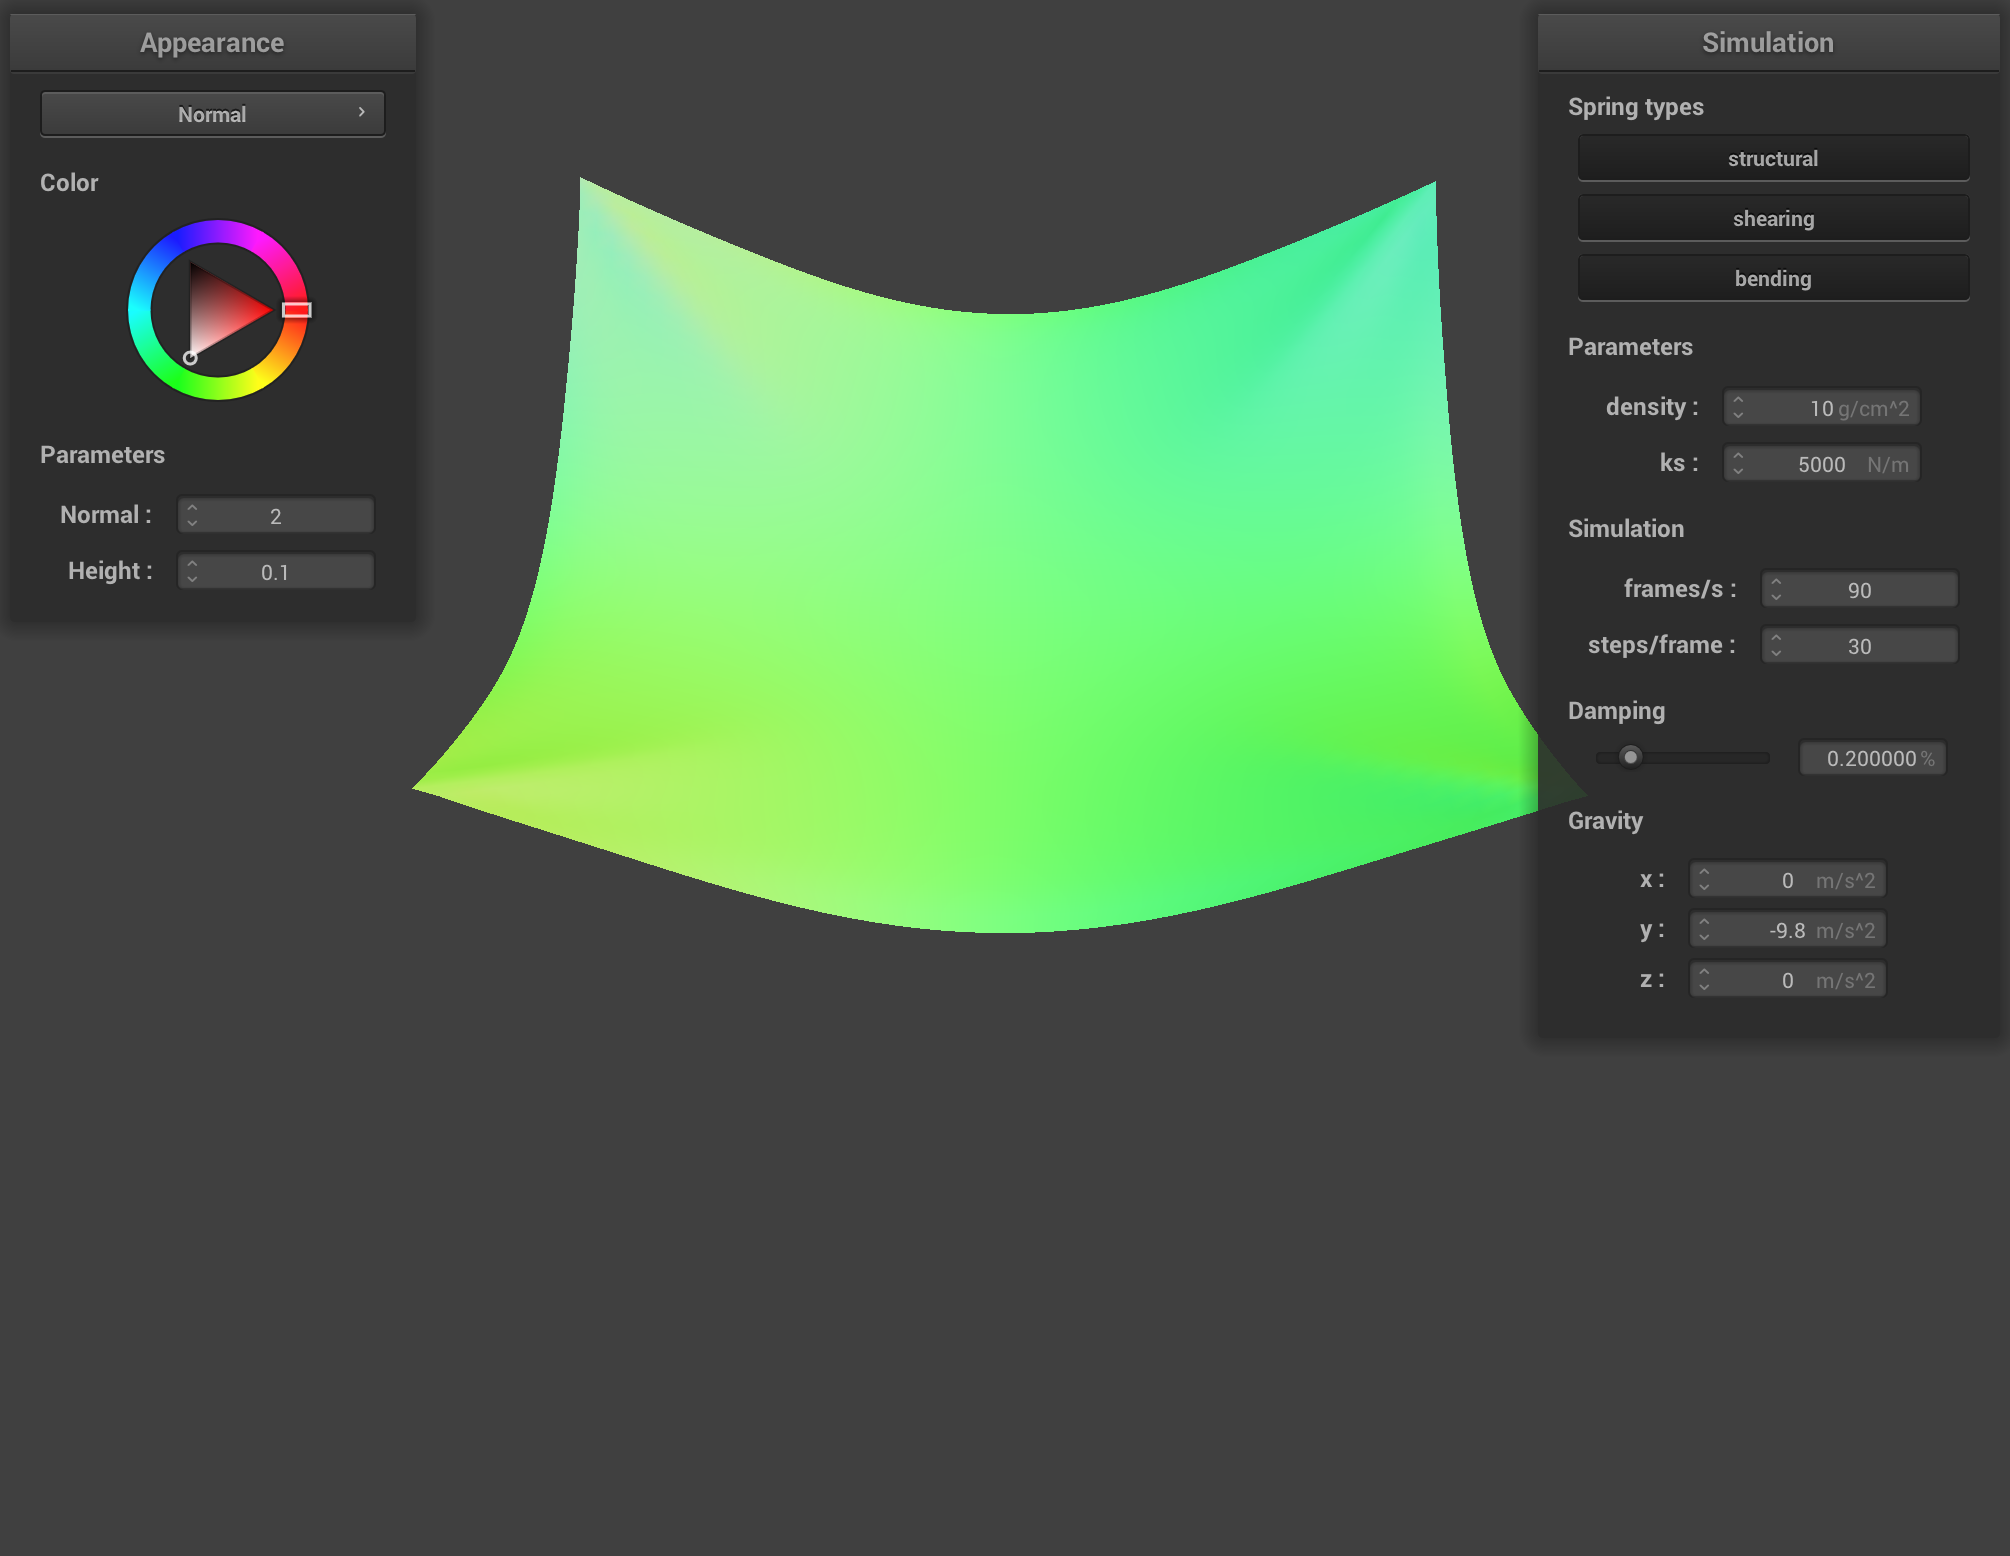 Appearance
Normal
Color
Parameters
Normal : 2
Height : 0.1
Simulation
Spring types
structural
shearing
bending
Parameters
density : 10 g/cm^2
ks : 5000 N/m
Simulation
frames/s : 90
steps/frame : 30
Damping
0.200000 %
Gravity
x : 0 m/s^2
y : -9.8 m/s^2
z : 0 m/s^2